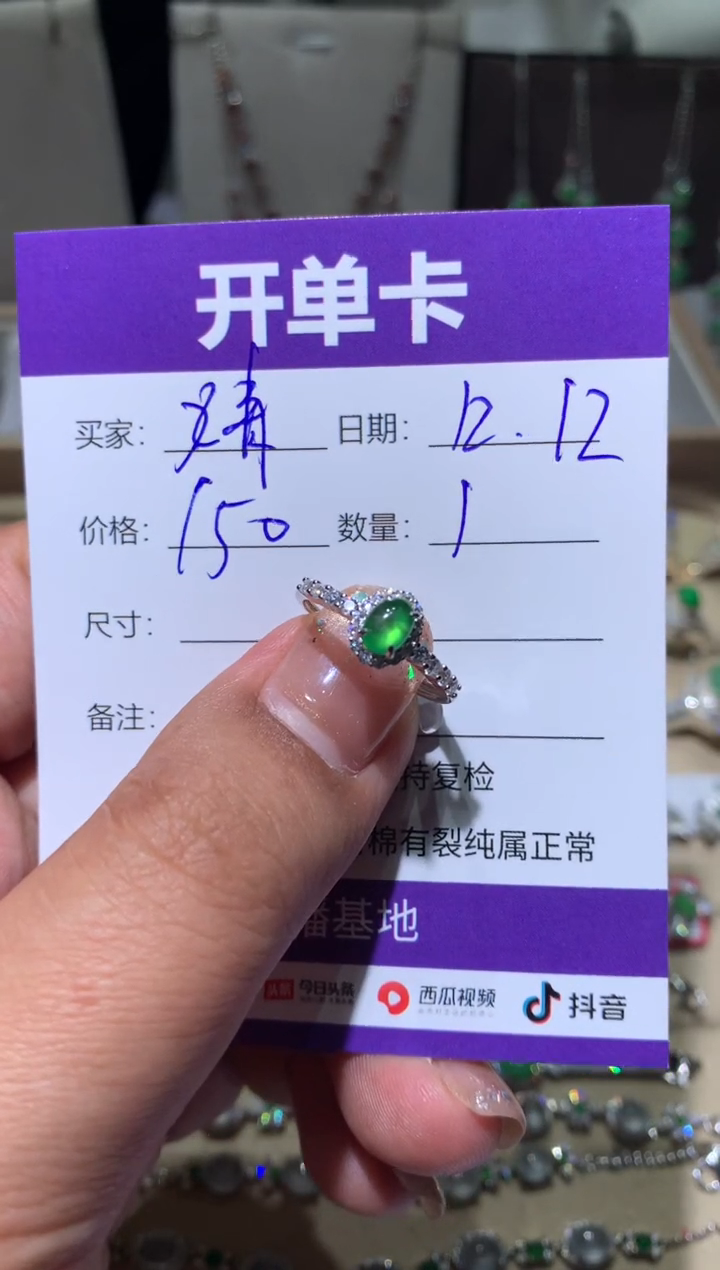 开单卡
买家： 日期：12.12
价格：150 数量：1
尺寸：
备注：
持复检
棉有裂纯属正常
播基地
头条 今日头条 西瓜视频 抖音